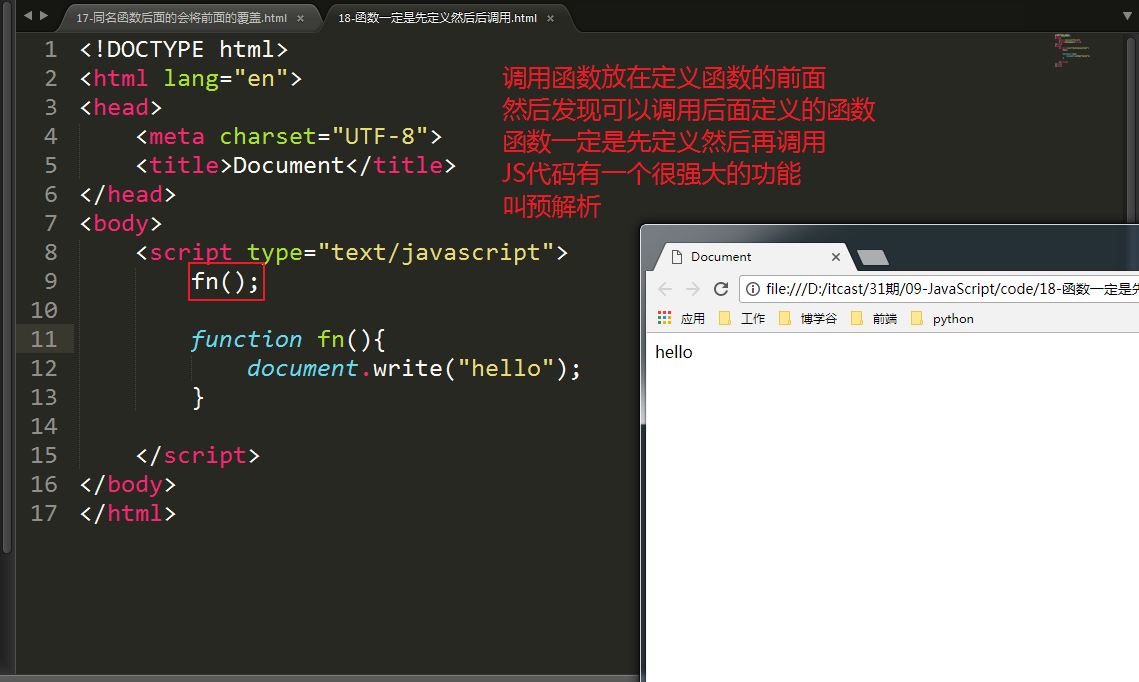 17-同名函数后面的会将前面的覆盖.html ×
18-函数一定是先定义然后后调用.html ×
1 <!DOCTYPE html>
2 <html lang="en">
3 <head>
4 <meta charset="UTF-8">
5 <title>Document</title>
6 </head>
7 <body>
8 <script type="text/javascript">
9 fn();
10
11 function fn(){
12 document.write("hello");
13 }
14
15 </script>
16 </body>
17 </html>
调用函数放在定义函数的前面
然后发现可以调用后面定义的函数
函数一定是先定义然后再调用
JS代码有一个很强大的功能
叫预解析
Document
file:///D:/itcast/31期/09-JavaScript/code/18-函数一定是先
应用 工作 博学谷 前端 python
hello